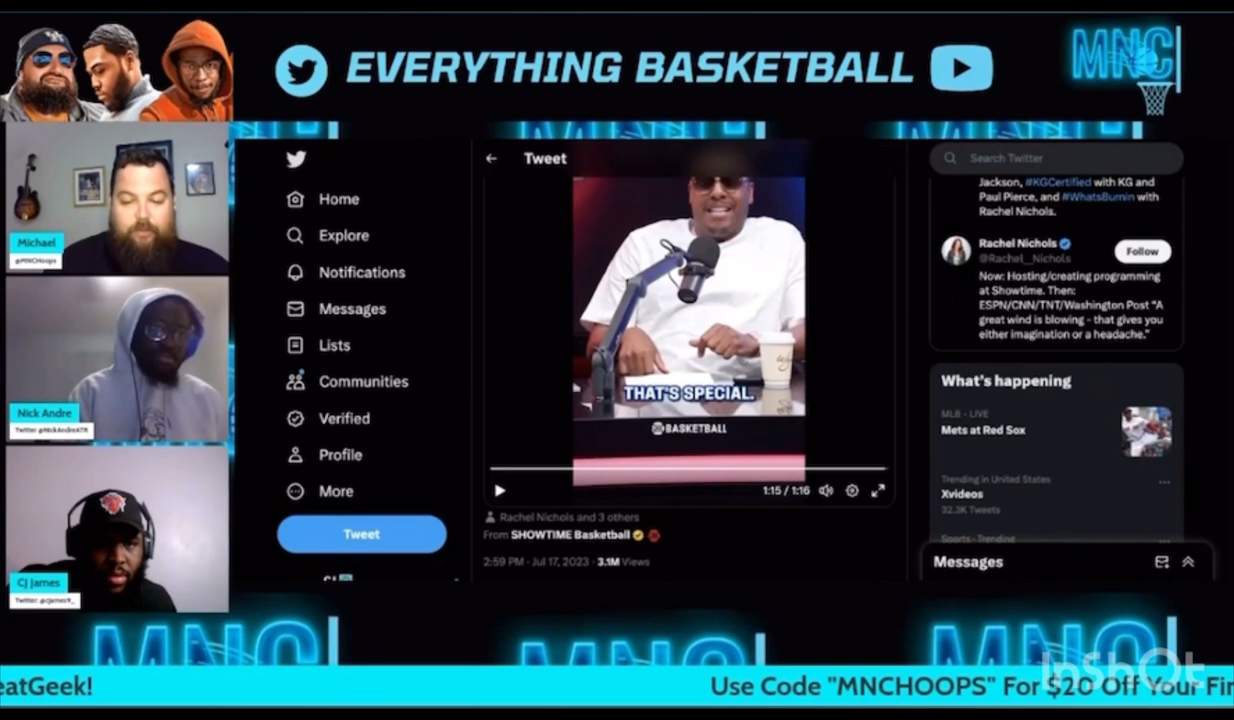 EVERYTHING BASKETBALL
MNC
Michael
@MNCHoops
Nick Andre
Twitter @NickAndreATR
CJ James
Twitter: @cjames9_
Home
Explore
Notifications
Messages
Lists
Communities
Verified
Profile
More
Tweet
Tweet
THAT'S SPECIAL.
BASKETBALL
1:15 / 1:16
Rachel Nichols and 3 others
From SHOWTIME Basketball
2:59 PM · Jul 17, 2023 · 3.1M Views
Search Twitter
Jackson, #KGCertified with KG and
Paul Pierce, and #WhatsBurnin with
Rachel Nichols.
Rachel Nichols
@Rachel__Nichols
Follow
Now: Hosting/creating programming
at Showtime. Then:
ESPN/CNN/TNT/Washington Post "A
great wind is blowing - that gives you
either imagination or a headache."
What's happening
MLB · LIVE
Mets at Red Sox
Trending in United States
Xvideos
32.3K Tweets
Sports · Trending
Messages
MNC
MNC
MNC
eatGeek!
Use Code "MNCHOOPS" For $20 Off Your Fir
InShOt